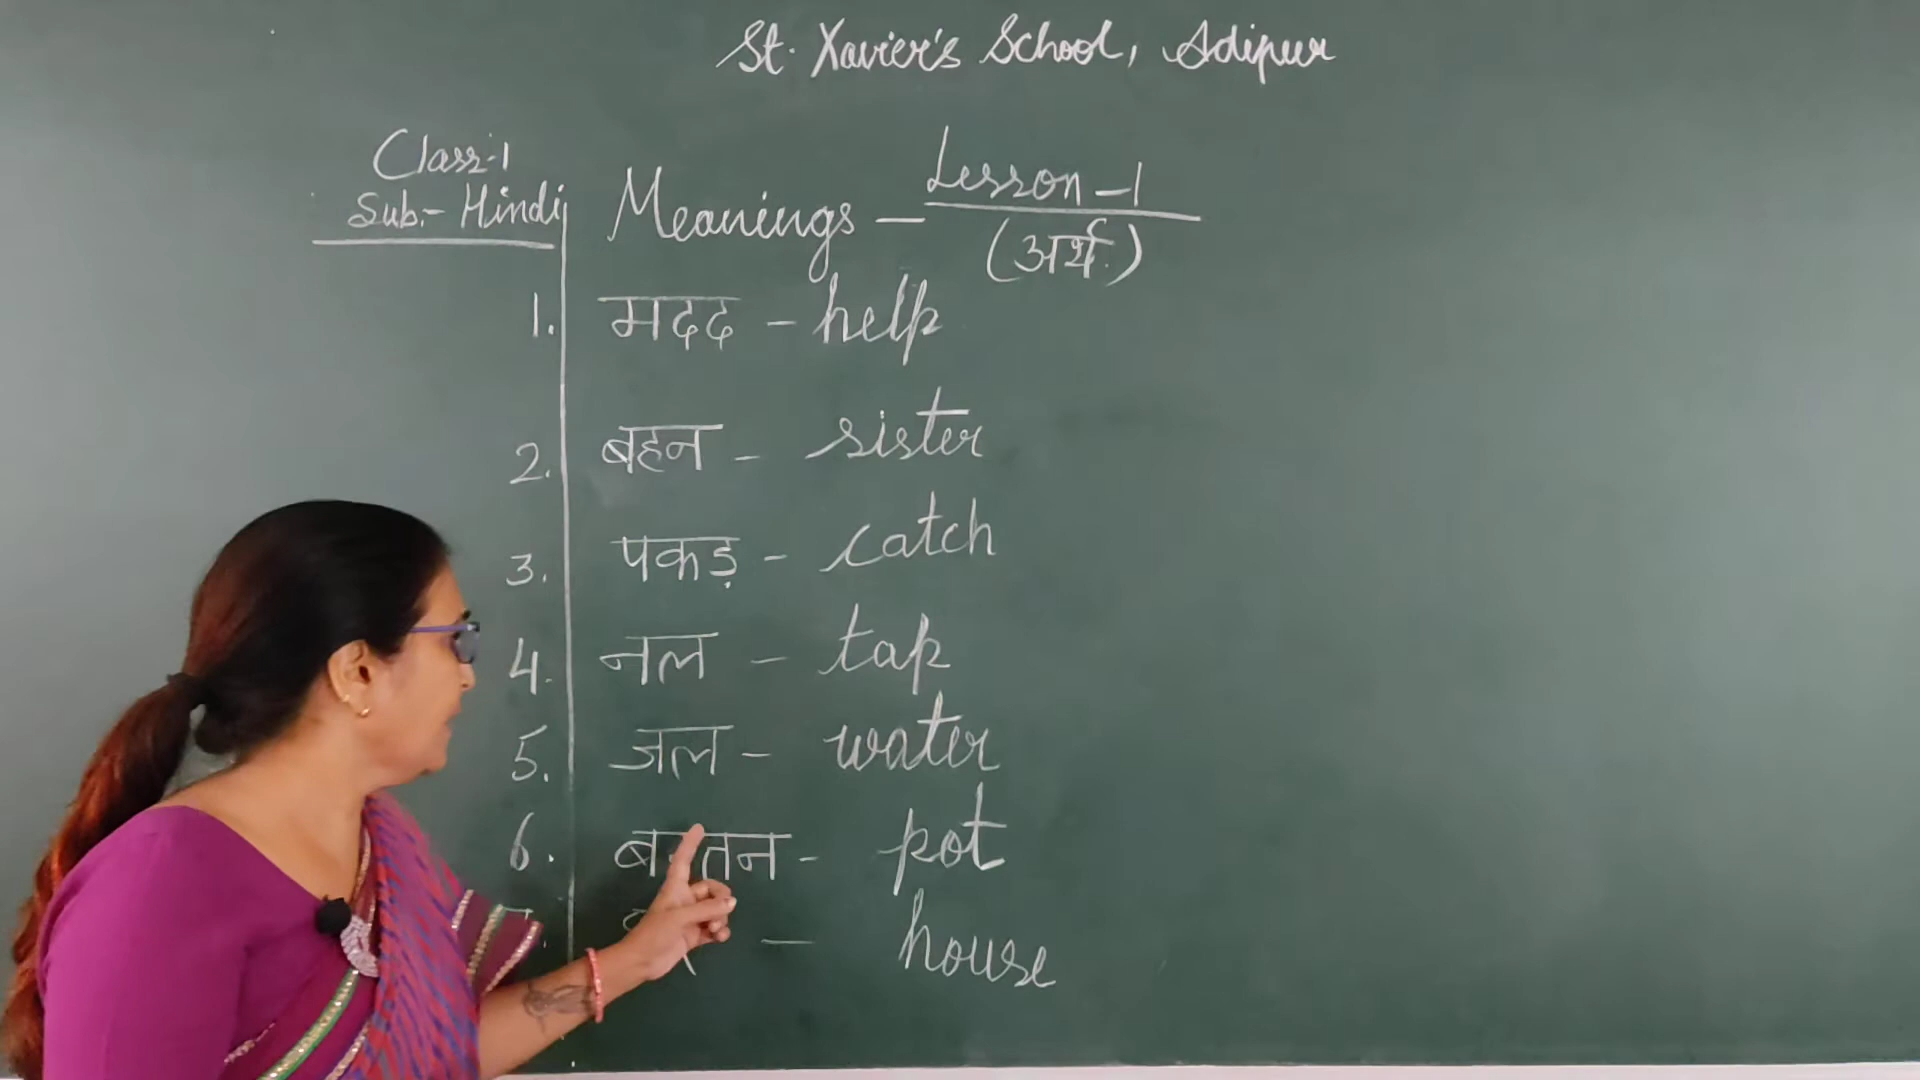 St. Xavier's School, Adipur
Class-1
Sub:- Hindi
Meanings - Lesson-1
(अर्थ)
1. मदद - help
2. बहन - sister
3. पकड़ - catch
4. नल - tap
5. जल - water
6. - pot
- house